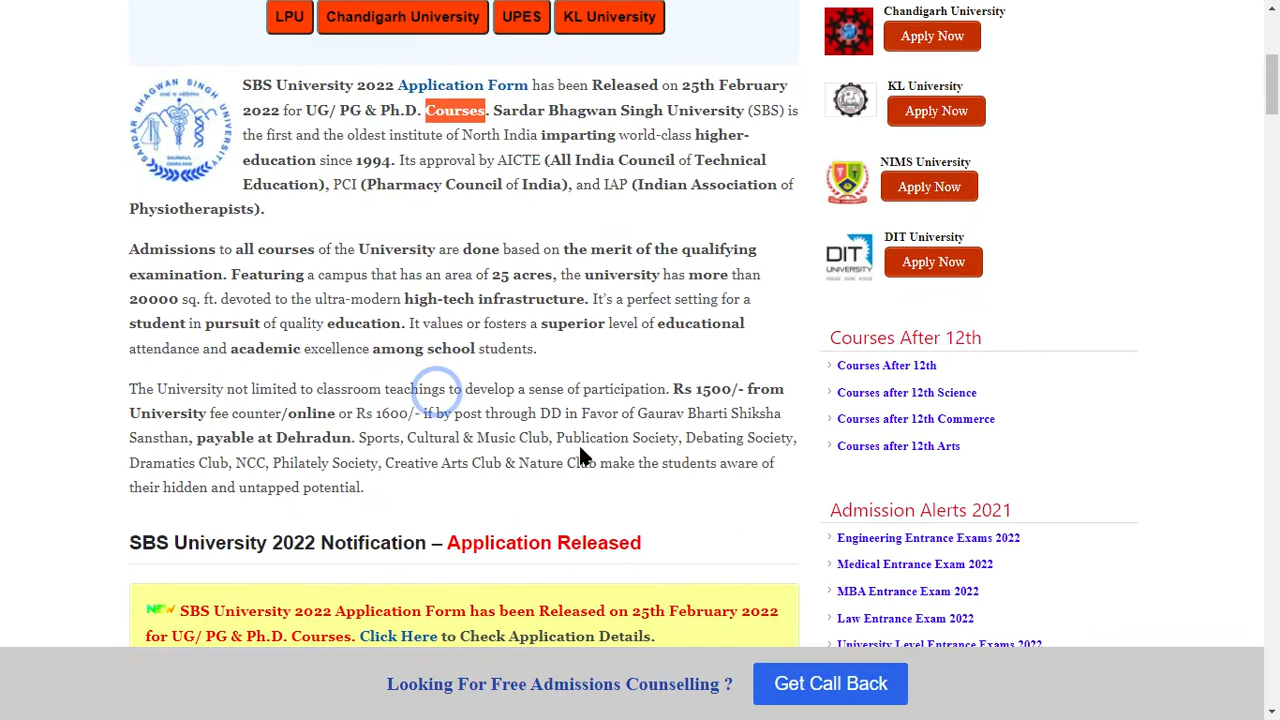 LPU
Chandigarh University
UPES
KL University
SBS University 2022 Application Form has been Released on 25th February
2022 for UG/ PG & Ph.D. Courses. Sardar Bhagwan Singh University (SBS) is
the first and the oldest institute of North India imparting world-class higher-
education since 1994. Its approval by AICTE (All India Council of Technical
Education), PCI (Pharmacy Council of India), and IAP (Indian Association of
Physiotherapists).
Admissions to all courses of the University are done based on the merit of the qualifying
examination. Featuring a campus that has an area of 25 acres, the university has more than
20000 sq. ft. devoted to the ultra-modern high-tech infrastructure. It's a perfect setting for a
student in pursuit of quality education. It values or fosters a superior level of educational
attendance and academic excellence among school students.
The University not limited to classroom teachings to develop a sense of participation. Rs 1500/- from
University fee counter/online or Rs 1600/- if by post through DD in Favor of Gaurav Bharti Shiksha
Sansthan, payable at Dehradun. Sports, Cultural & Music Club, Publication Society, Debating Society,
Dramatics Club, NCC, Philately Society, Creative Arts Club & Nature Club make the students aware of
their hidden and untapped potential.
SBS University 2022 Notification – Application Released
NEW SBS University 2022 Application Form has been Released on 25th February 2022
for UG/ PG & Ph.D. Courses. Click Here to Check Application Details.
Chandigarh University
Apply Now
KL University
Apply Now
NIMS University
Apply Now
DIT University
Apply Now
DIT
UNIVERSITY
Courses After 12th
Courses After 12th
Courses after 12th Science
Courses after 12th Commerce
Courses after 12th Arts
Admission Alerts 2021
Engineering Entrance Exams 2022
Medical Entrance Exam 2022
MBA Entrance Exam 2022
Law Entrance Exam 2022
University Level Entrance Exams 2022
Looking For Free Admissions Counselling ?
Get Call Back